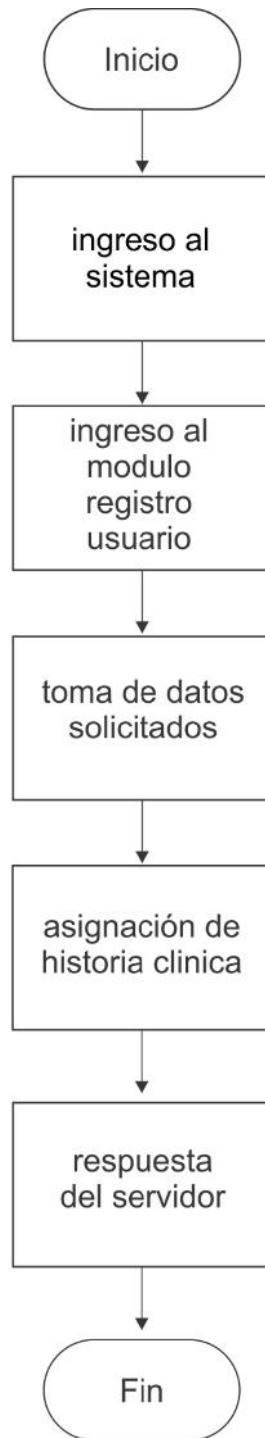 Inicio
ingreso al
sistema
ingreso al
modulo
registro
usuario
toma de datos
solicitados
asignación de
historia clinica
respuesta
del servidor
Fin